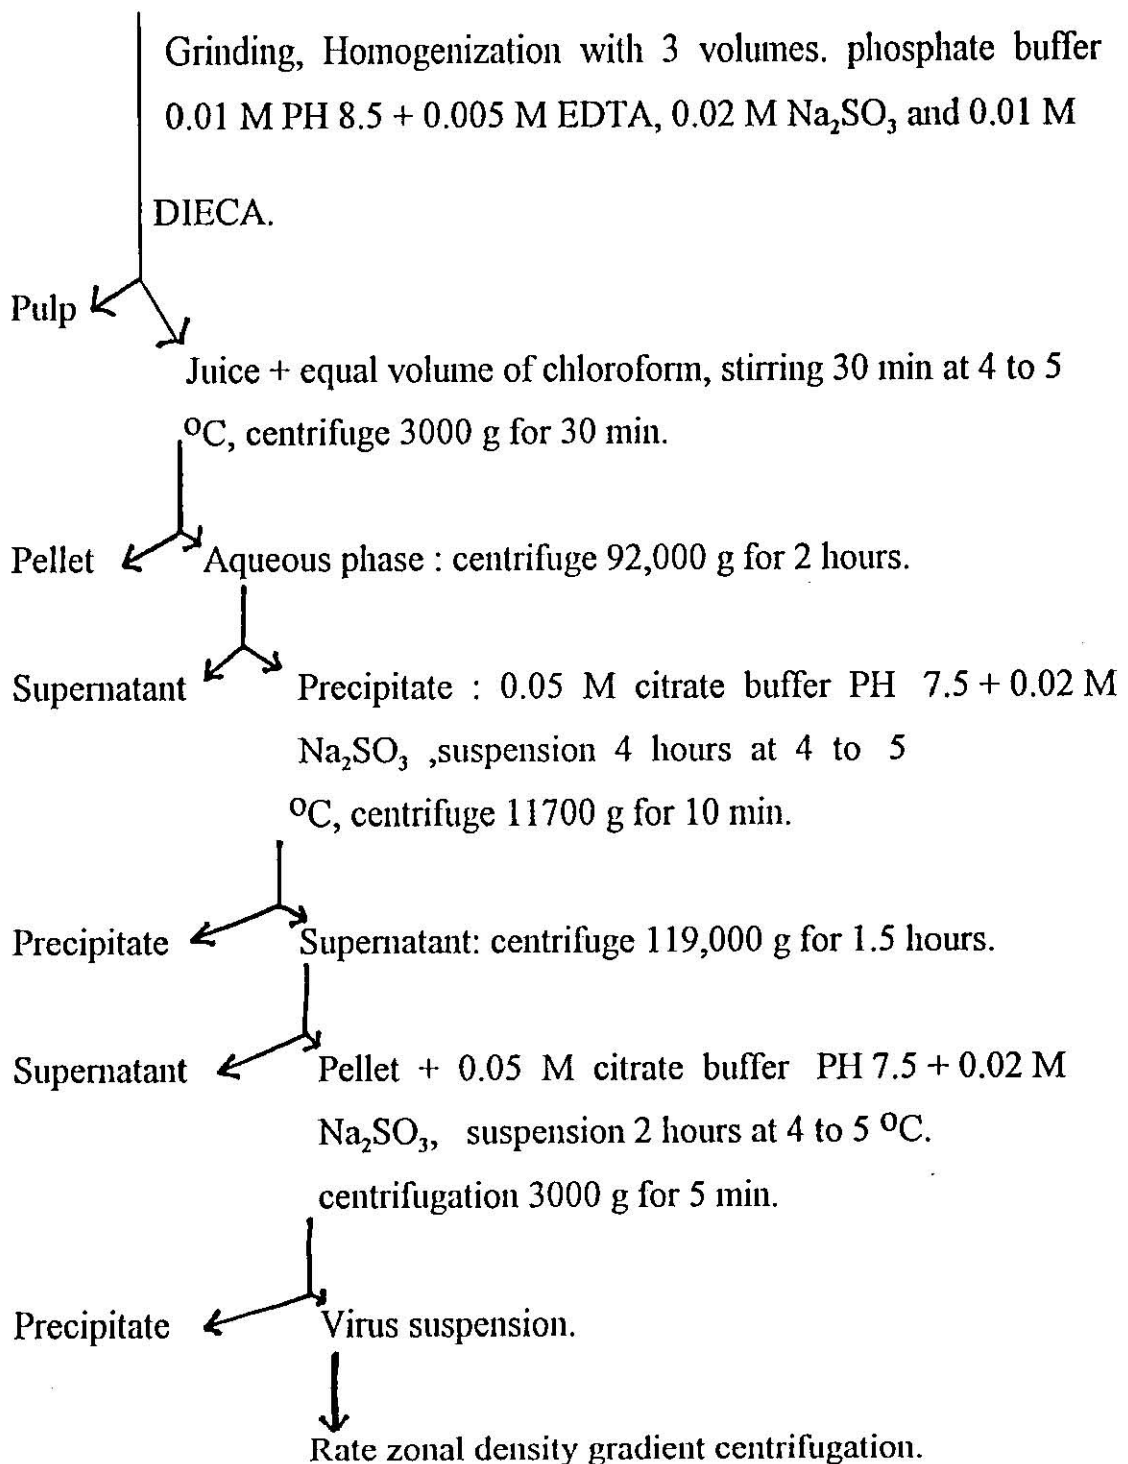 Grinding, Homogenization with 3 volumes. phosphate buffer
0.01 M PH 8.5 + 0.005 M EDTA, 0.02 M Na₂SO₃ and 0.01 M
DIECA.
Pulp
Juice + equal volume of chloroform, stirring 30 min at 4 to 5
⁰C, centrifuge 3000 g for 30 min.
Pellet Aqueous phase : centrifuge 92,000 g for 2 hours.
Supernatant Precipitate : 0.05 M citrate buffer PH 7.5 + 0.02 M
Na₂SO₃ ,suspension 4 hours at 4 to 5
⁰C, centrifuge 11700 g for 10 min.
Precipitate Supernatant: centrifuge 119,000 g for 1.5 hours.
Supernatant Pellet + 0.05 M citrate buffer PH 7.5 + 0.02 M
Na₂SO₃, suspension 2 hours at 4 to 5 ⁰C.
centrifugation 3000 g for 5 min.
Precipitate Virus suspension.
Rate zonal density gradient centrifugation.